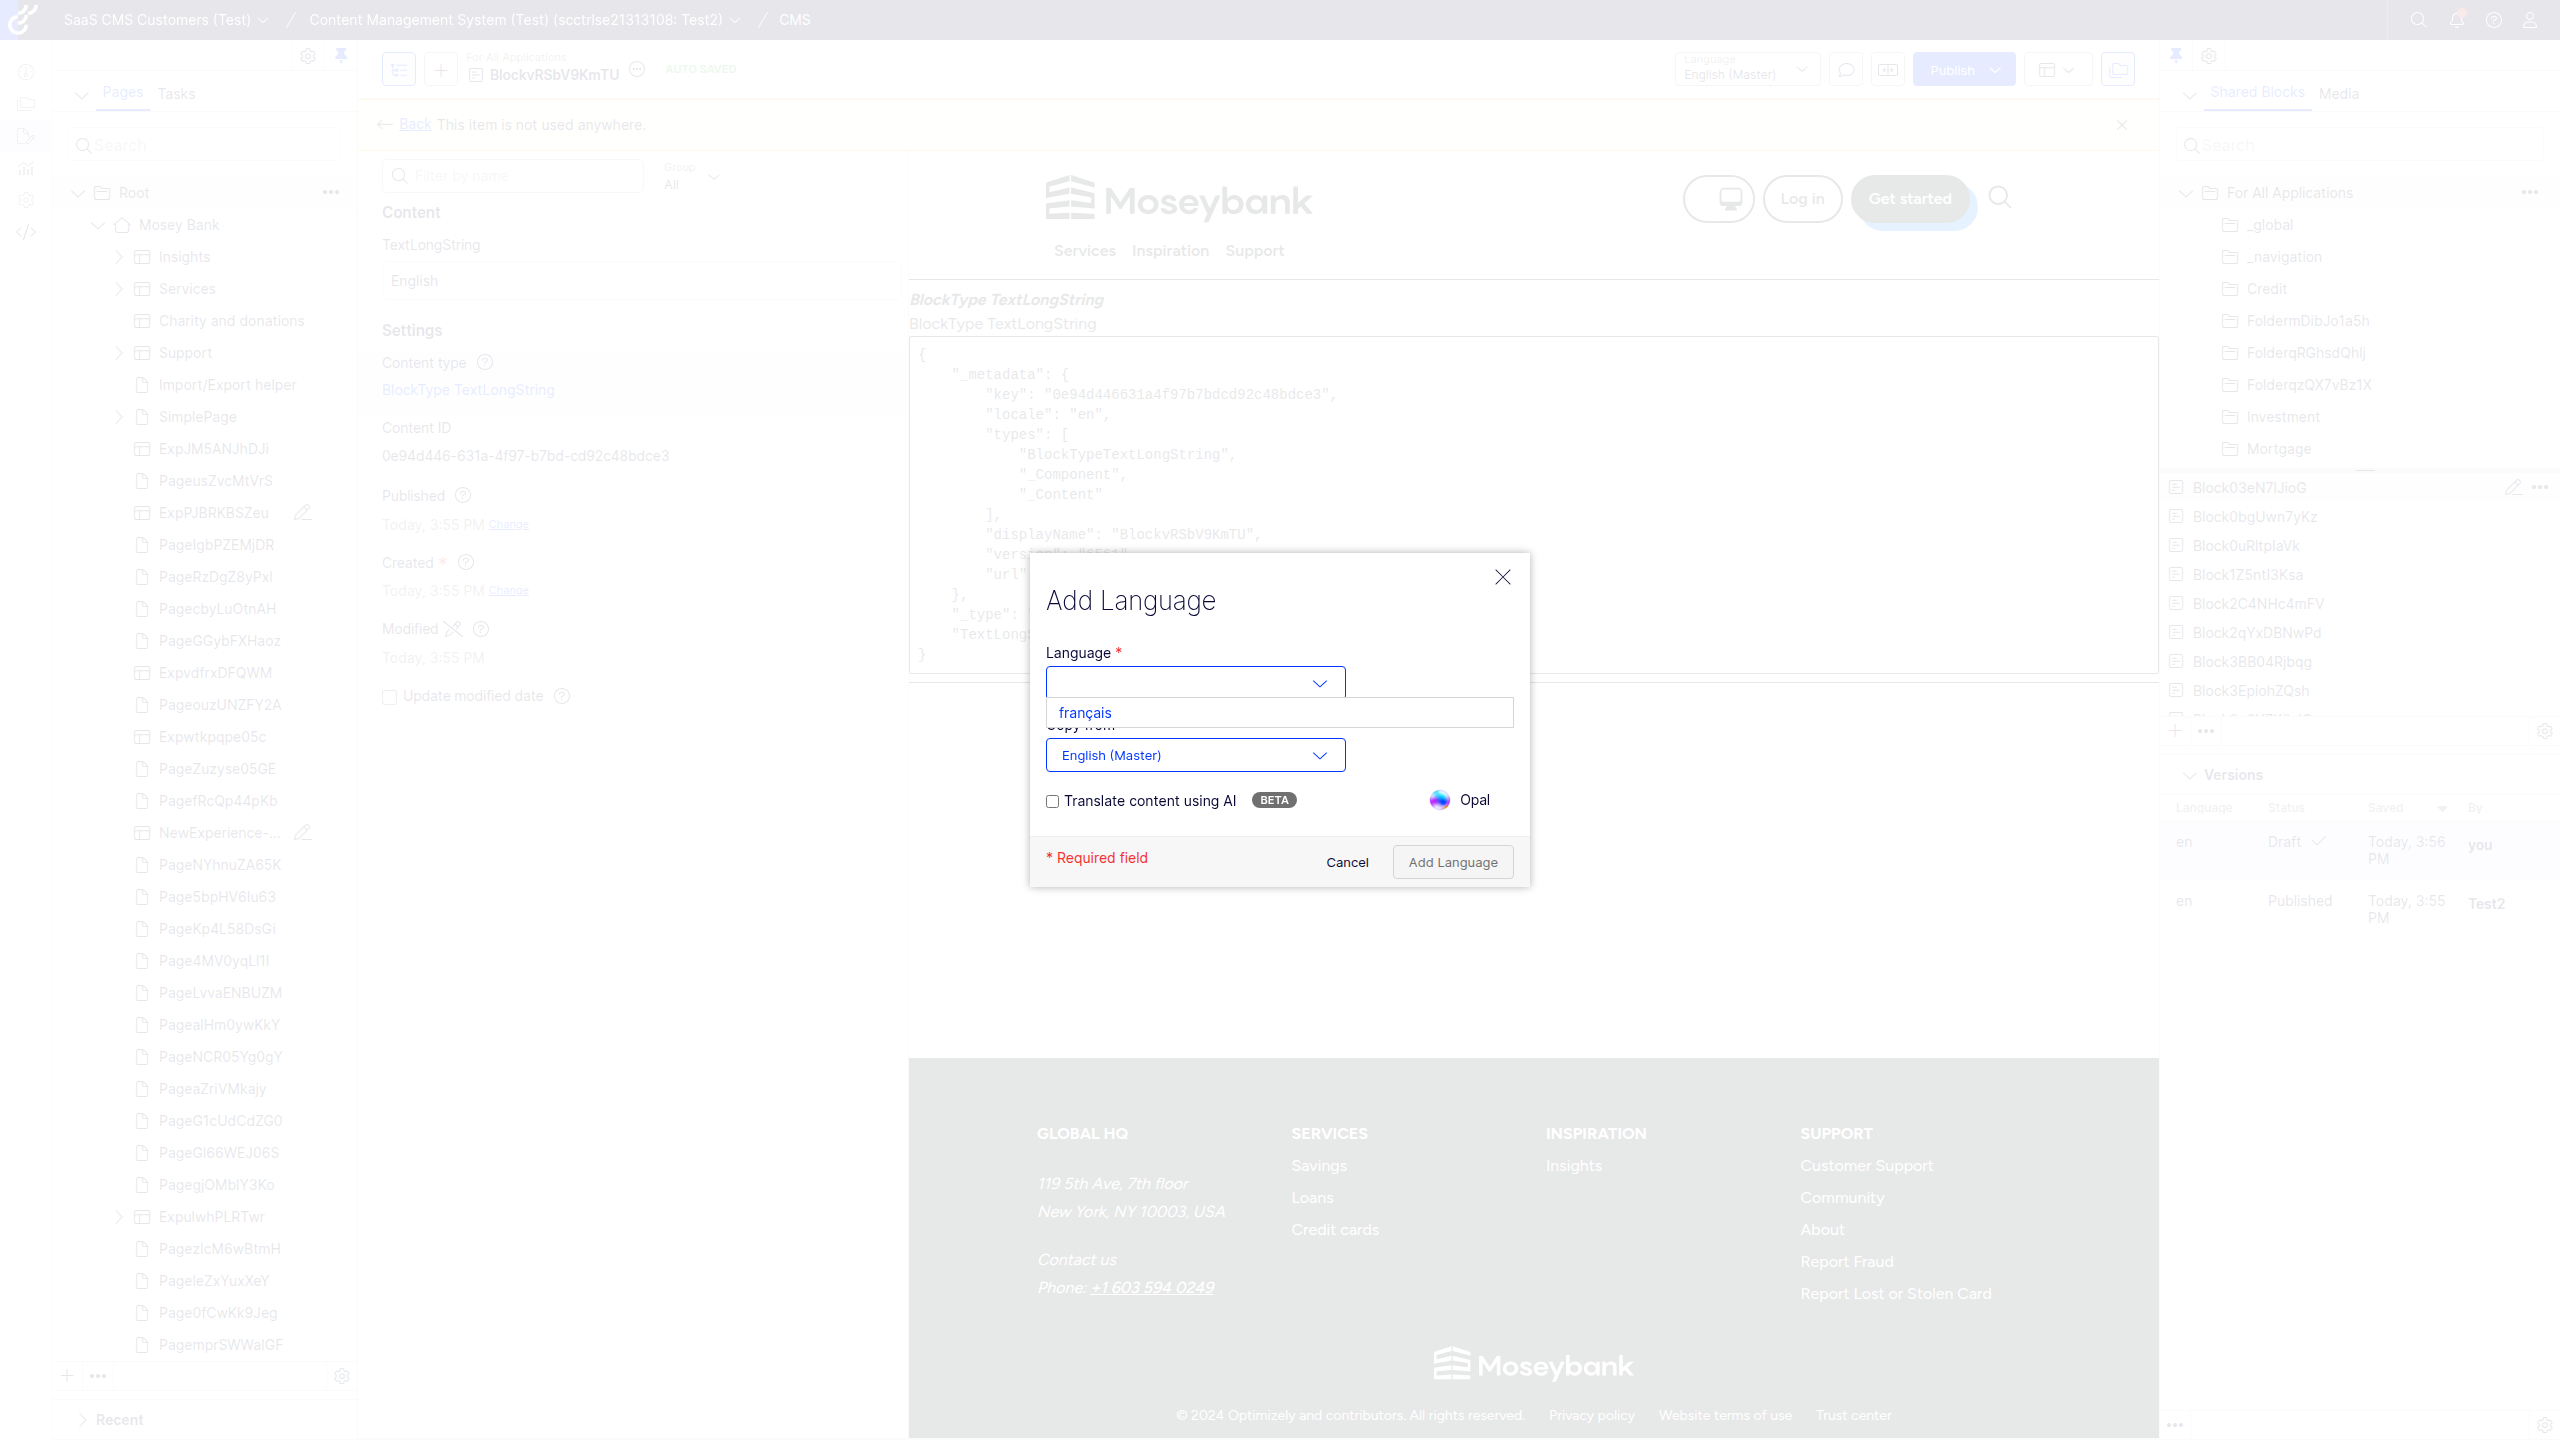 SaaS CMS Customers (Test) / Content Management System (Test) (scctrlse21313108: Test2) / CMS
Pages Tasks
Search
Root
Mosey Bank
Insights
Services
Charity and donations
Support
Import/Export helper
SimplePage
ExpJM5ANJhDJl
PageusZvcMtVrS
ExpPJBRKBSZeu
PagelgbPZEMjDR
PageRzDgZ8yPxl
PagecbyLuOtnAH
PageGGybFXHaoz
ExpvdfrxDFQWM
PageouzUNZFY2A
Expwtkpqpe05c
PageZuzyse05GE
PagefRcQp44pKb
NewExperience-...
PageNYhnuZA65K
Page5bpHV6lu63
PageKp4L58DsGi
Page4MV0yqLl1l
PageLvvaENBUZM
PagealHm0ywKkY
PageNCR05Yg0gY
PageaZriVMkajy
PageG1cUdCdZG0
PageGl66WEJ06S
PagegjOMblY3Ko
ExpulwhPLRTwr
PagezlcM6wBtmH
PageleZxYuxXeY
Page0fCwKk9Jeg
PagemprSWWalGF
Recent
For All Applications
BlockvRSbV9KmTU
AUTO SAVED
Language
English (Master)
Publish
Back This item is not used anywhere.
Filter by name
Group
All
Content
TextLongString
English
Settings
Content type
BlockType TextLongString
Content ID
0e94d446-631a-4f97-b7bd-cd92c48bdce3
Published
Today, 3:55 PM Change
Created *
Today, 3:55 PM Change
Modified
Today, 3:55 PM
Update modified date
Moseybank
Log in
Get started
Services Inspiration Support
BlockType TextLongString
BlockType TextLongString
{
"_metadata": {
"key": "0e94d446631a4f97b7bdcd92c48bdce3",
"locale": "en",
"types": [
"BlockTypeTextLongString",
"_Component",
"_Content"
],
"displayName": "BlockvRSbV9KmTU",
"url"
},
"_type":
}
Add Language
Language *
français
English (Master)
Translate content using AI BETA Opal
* Required field
Cancel
Add Language
GLOBAL HQ
119 5th Ave, 7th floor
New York, NY 10003, USA
Contact us
Phone: +1 603 594 0249
SERVICES
Savings
Loans
Credit cards
INSPIRATION
Insights
SUPPORT
Customer Support
Community
About
Report Fraud
Report Lost or Stolen Card
Moseybank
© 2024 Optimizely and contributors. All rights reserved. Privacy policy Website terms of use Trust center
Shared Blocks Media
Search
For All Applications
_global
_navigation
Credit
FoldermDibJo1a5h
FolderqRGhsdQhlj
FolderqzQX7vBz1X
Investment
Mortgage
Block03eN7lJioG
Block0bgUwn7yKz
Block0uRltplaVk
Block1Z5ntl3Ksa
Block2C4NHc4mFV
Block2qYxDBNwPd
Block3BB04Rjbqg
Block3EpiohZQsh
Versions
Language Status Saved By
en Draft Today, 3:56 PM you
en Published Today, 3:55 PM Test2